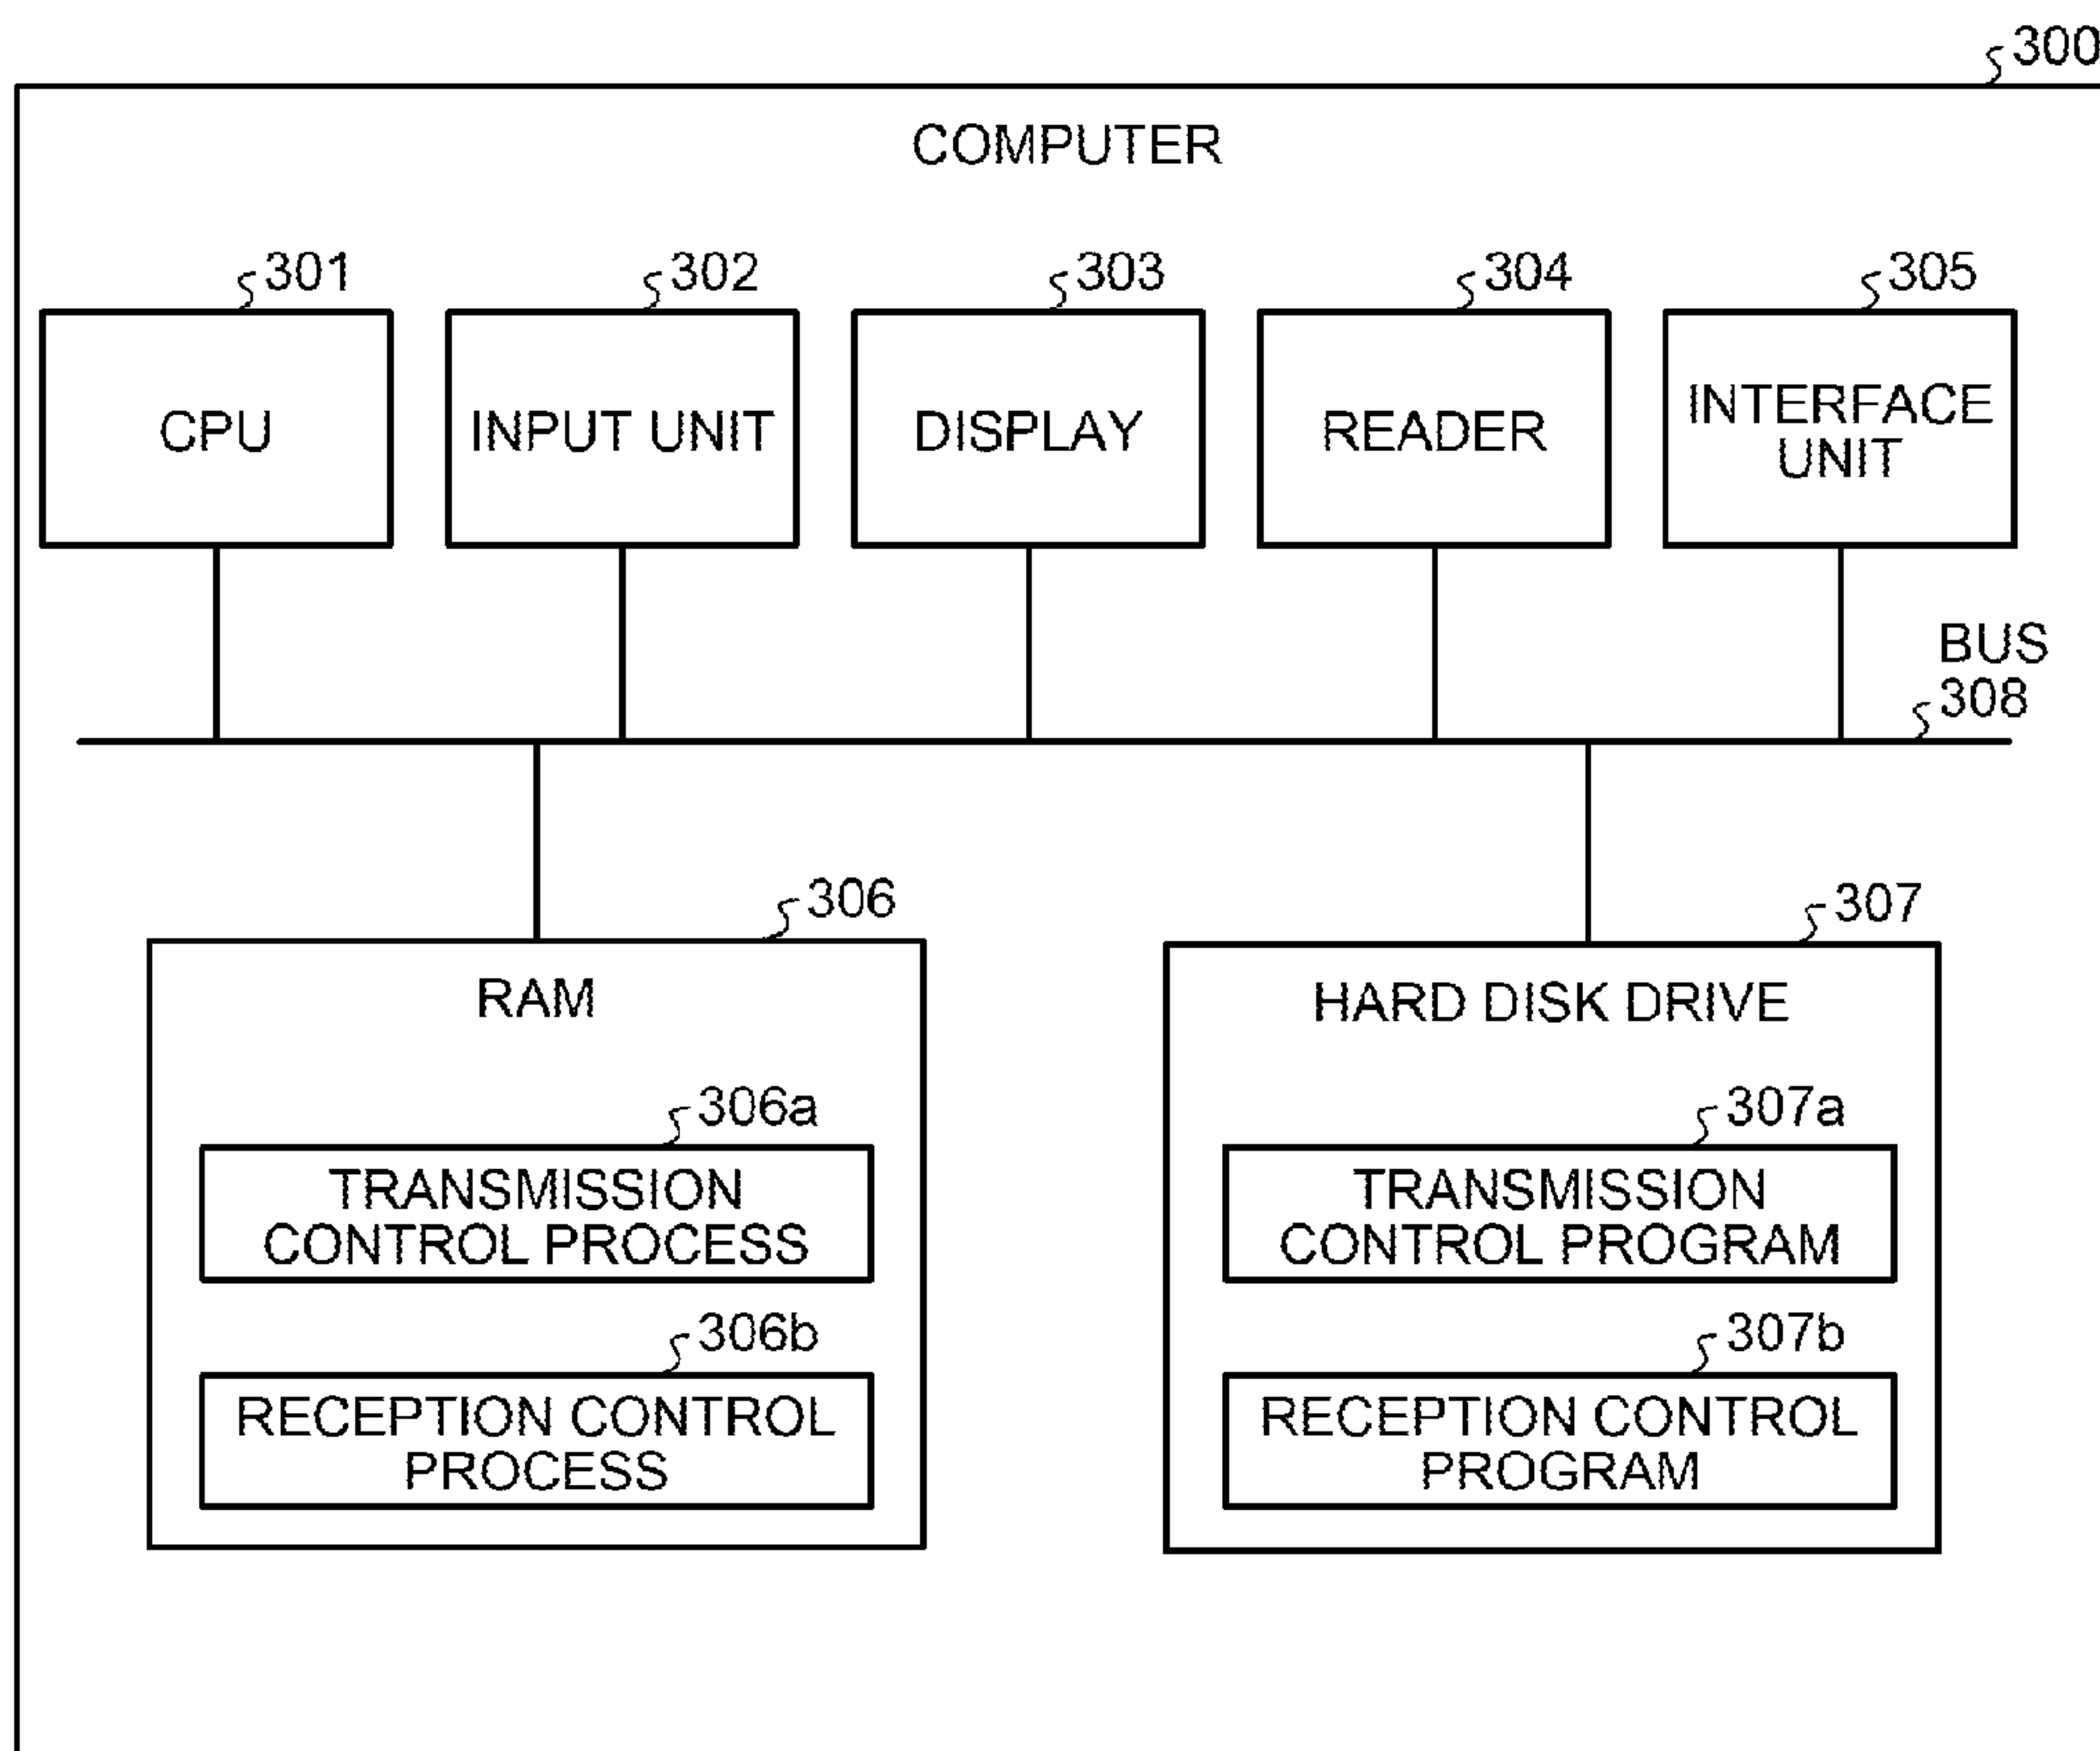 300
COMPUTER
301
302
303
304
305
CPU
INPUT UNIT
DISPLAY
READER
INTERFACE
UNIT
BUS
308
306
307
RAM
HARD DISK DRIVE
306a
307a
TRANSMISSION
CONTROL PROCESS
TRANSMISSION
CONTROL PROGRAM
306b
307b
RECEPTION CONTROL
PROCESS
RECEPTION CONTROL
PROGRAM